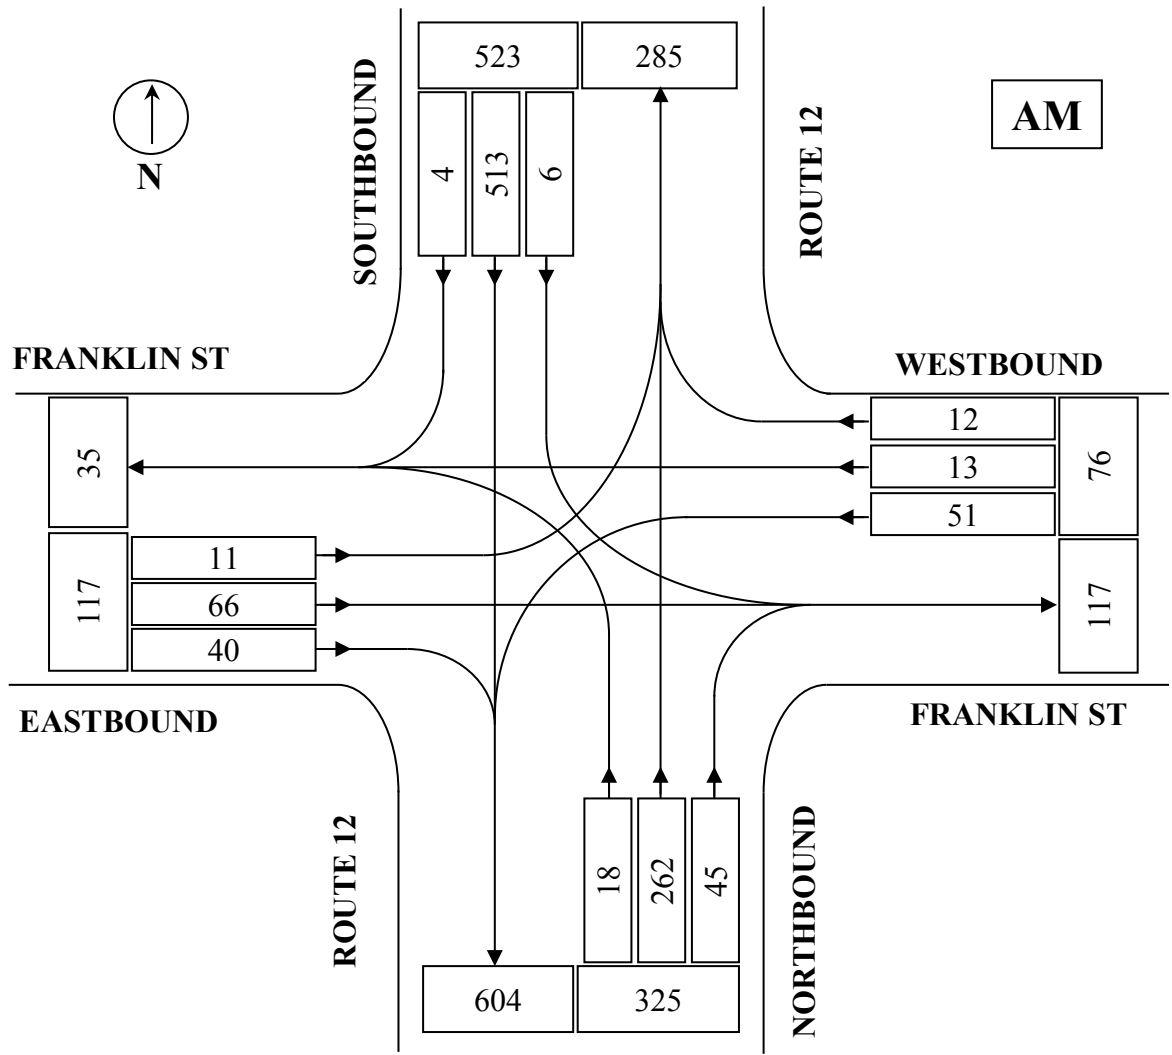 523
285
AM
N
SOUTHBOUND
4
513
6
ROUTE 12
FRANKLIN ST
WESTBOUND
35
12
13
51
76
117
11
66
40
117
EASTBOUND
FRANKLIN ST
ROUTE 12
18
262
45
NORTHBOUND
604
325